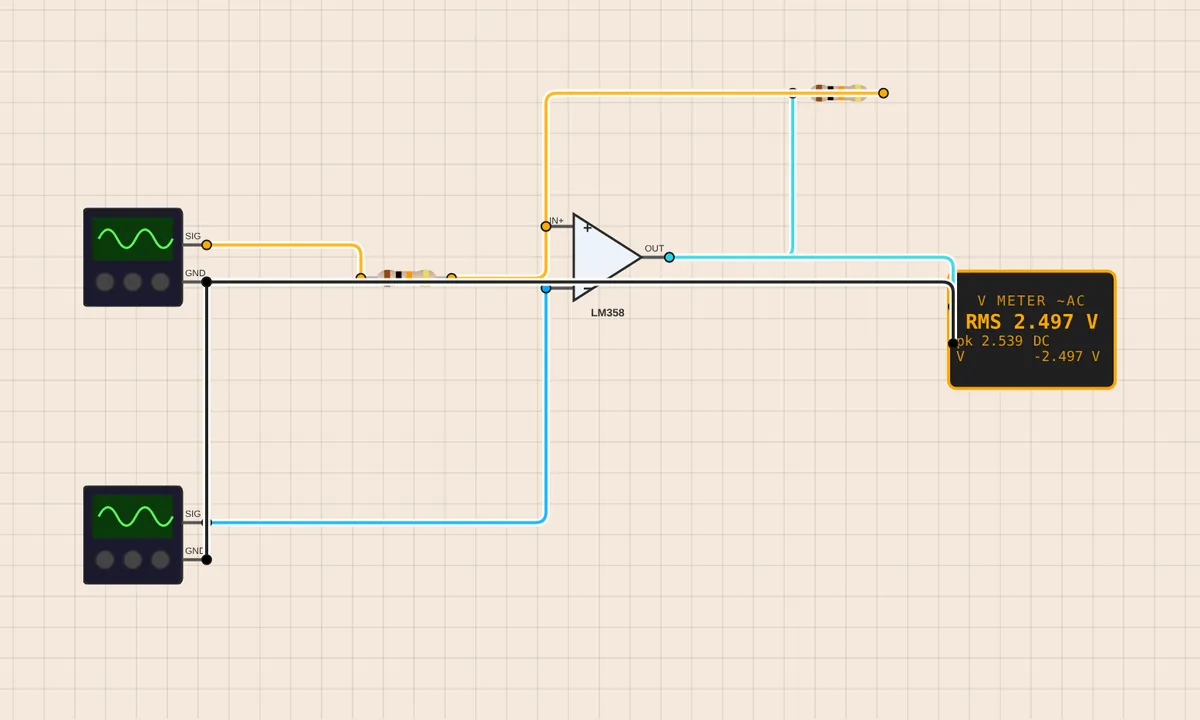 SIG
GND
IN+
+
OUT
−
LM358
V METER ~AC
RMS 2.497 V
pk 2.539 DC
V -2.497 V
SIG
GND